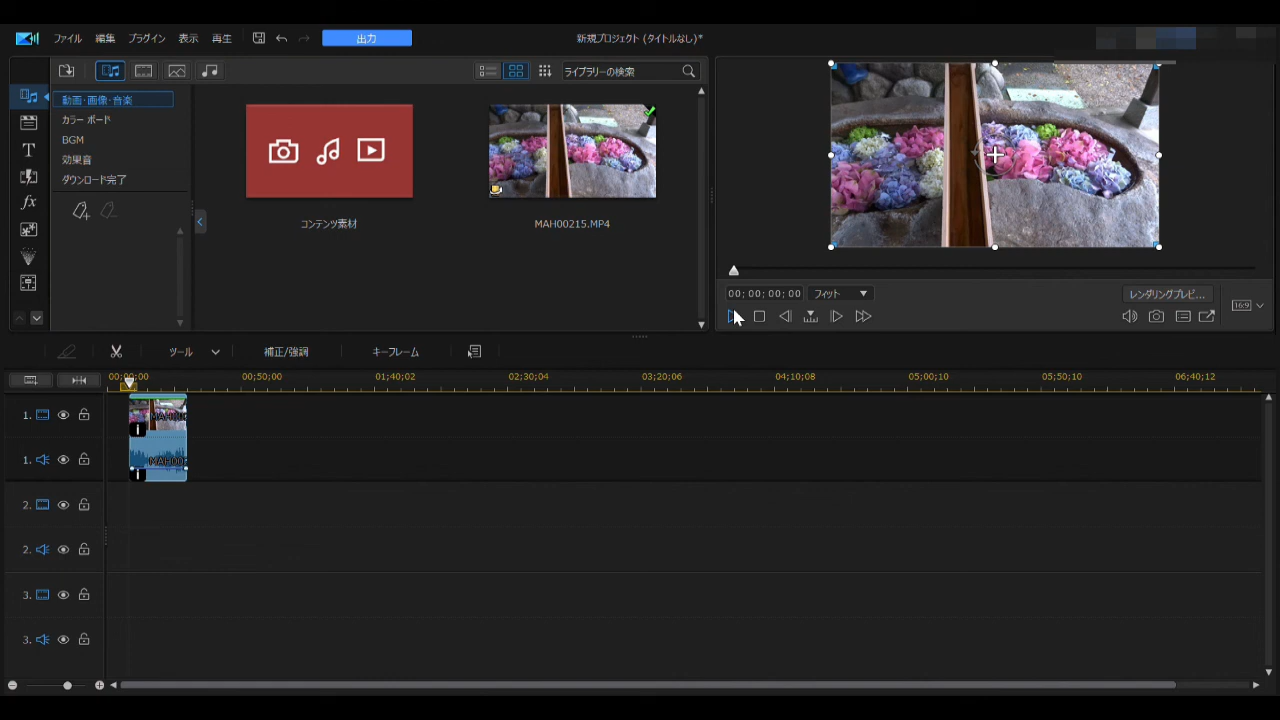 ファイル 編集 プラグイン 表示 再生 出力 新規プロジェクト (タイトルなし)*
ライブラリーの検索
動画・画像・音楽
カラー ボード
BGM
効果音
ダウンロード完了
コンテンツ素材 MAH00215.MP4
00; 00; 00; 00 フィット レンダリングプレビ... 16:9
ツール 補正/強調 キーフレーム
00;00;00 00;50;00 01;40;02 02;30;04 03;20;06 04;10;08 05;00;10 05;50;10 06;40;12
1.
1.
2.
2.
3.
3.